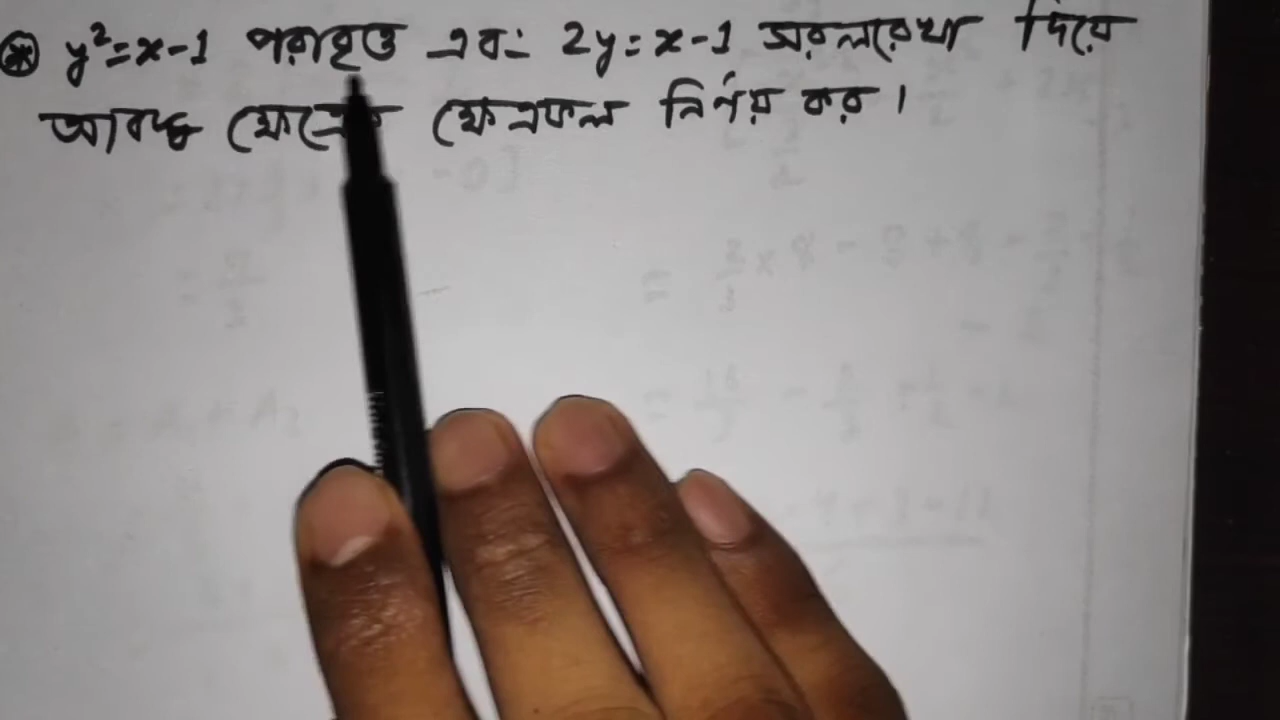 ⊛ y²=x-1 পরাবৃত্ত এবং 2y=x-1 সরলরেখা দিয়ে
আবদ্ধ ক্ষেত্রের ক্ষেত্রফল নির্ণয় কর।